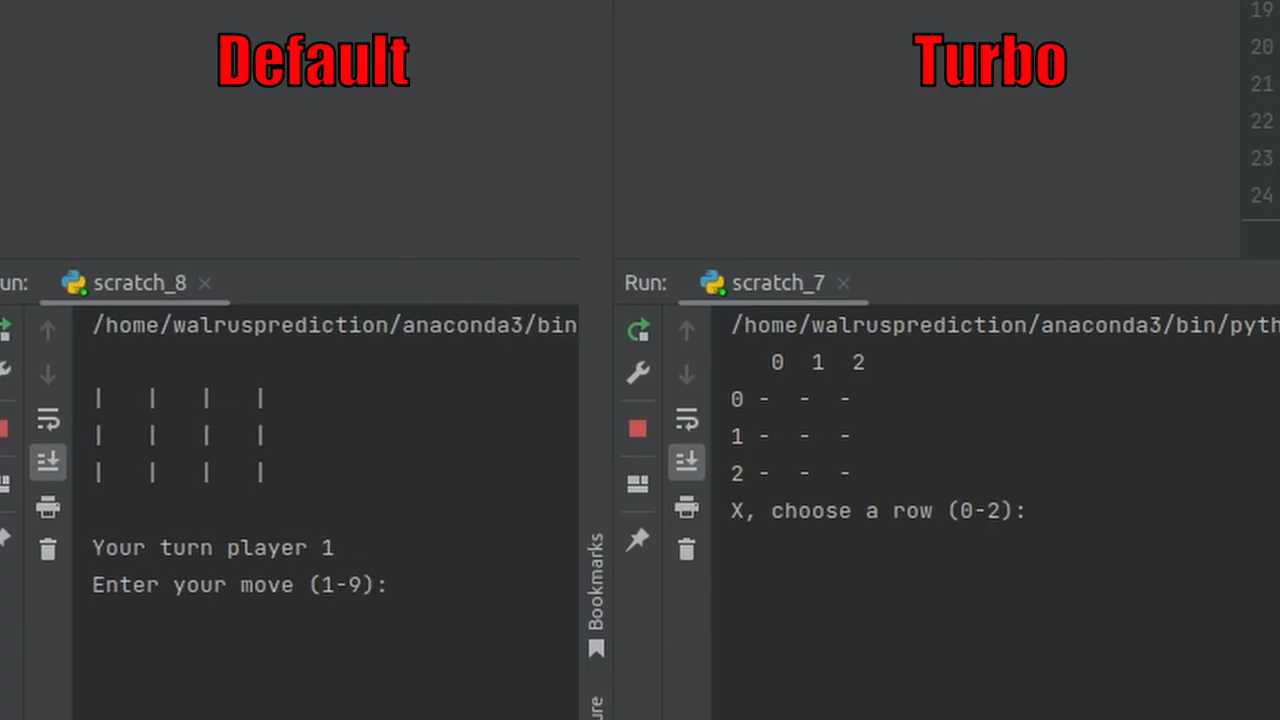 Default
un:
scratch_8
/home/walrusprediction/anaconda3/bin
|   |   |   |
|   |   |   |
|   |   |   |
Your turn player 1
Enter your move (1-9):
Bookmarks
ure
Turbo
19
20
21
22
23
24
Run:
scratch_7
/home/walrusprediction/anaconda3/bin/pyth
   0  1  2
0 -  -  -
1 -  -  -
2 -  -  -
X, choose a row (0-2):